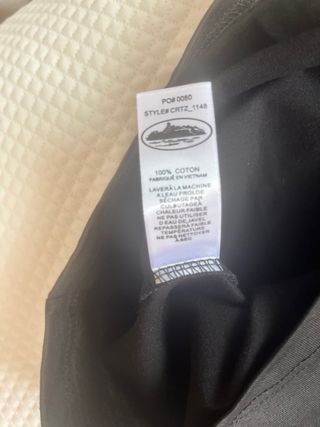 PO# 0080
STYLE# CRTZ_1148
100% COTON
FABRIQUÉ EN VIETNAM
LAVER À LA MACHINE
A L'EAU FROIDE
SÉCHAGE PAR
CULBUTAGE À
CHALEUR FAIBLE
NE PAS UTILISER
D'EAU DE JAVEL
REPASSER À FAIBLE
TEMPÉRATURE
NE PAS NETTOYER
À SEC